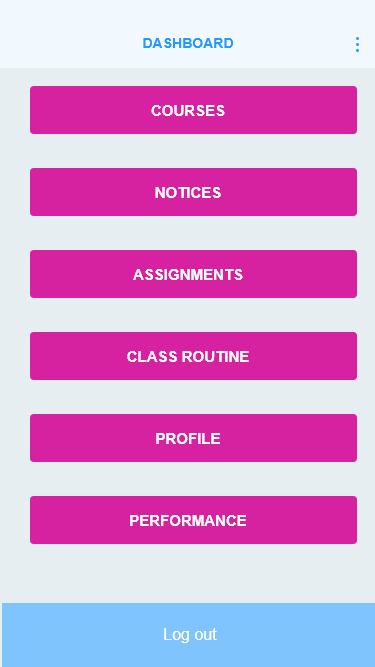 DASHBOARD
COURSES
NOTICES
ASSIGNMENTS
CLASS ROUTINE
PROFILE
PERFORMANCE
Log out